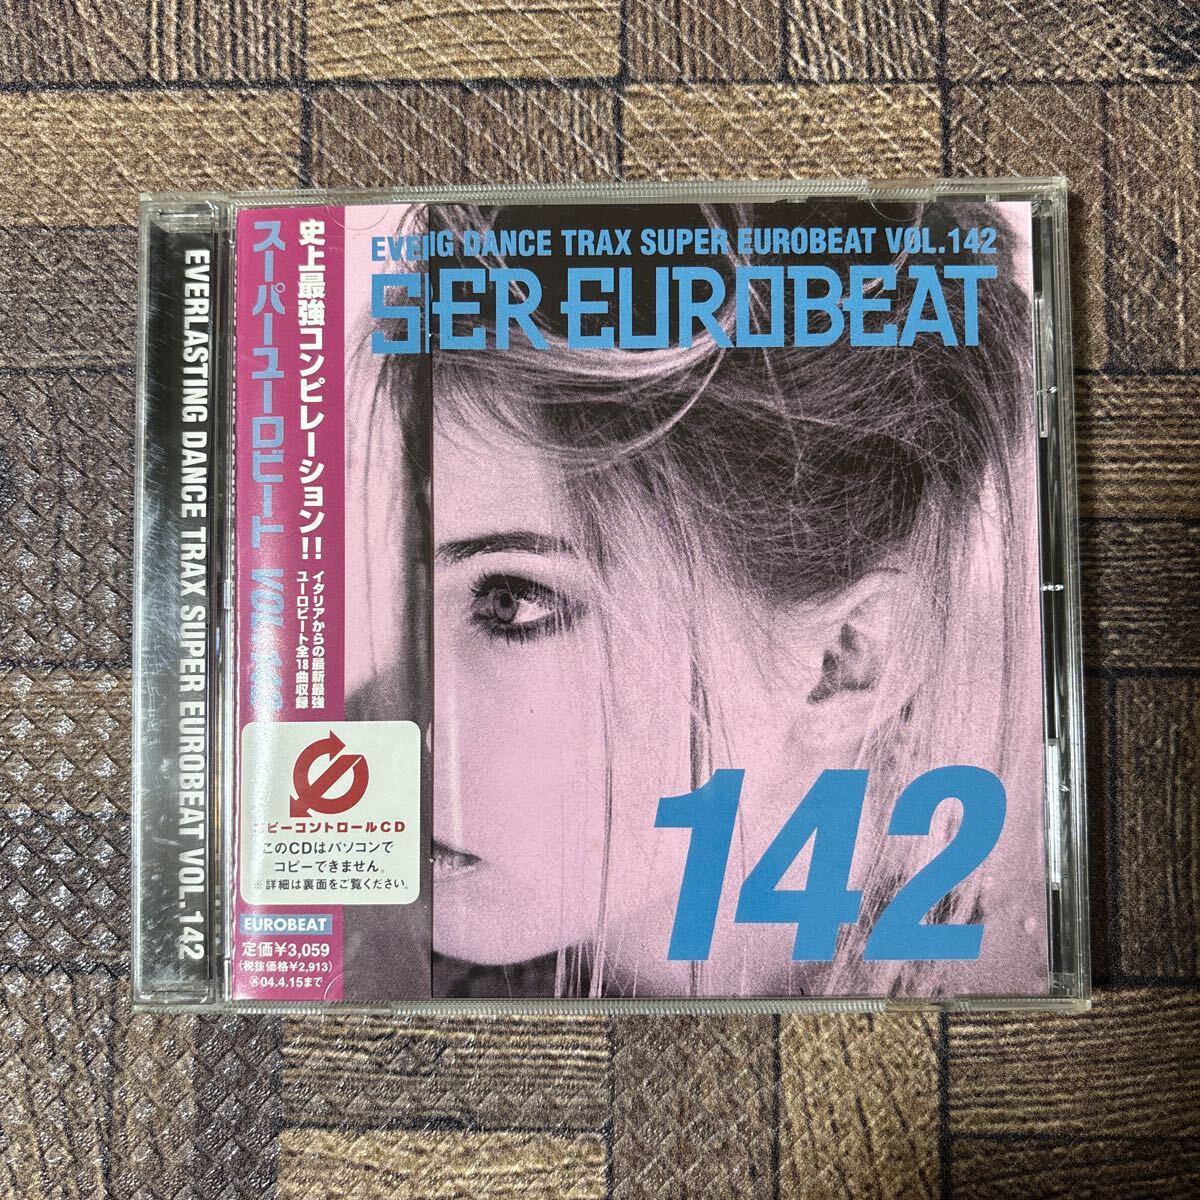 EVERLASTING DANCE TRAX SUPER EUROBEAT VOL.142
スーパーユーロビート
史上最強コンピレーション!!
イタリアからの最新最強
ユーロビート全18曲収録
コピーコントロールCD
このCDはパソコンで
コピーできません。
※詳細は裏面をご覧ください。
EUROBEAT
定価¥3,059
(税抜価格¥2,913)
04.4.15まで
EVE NG DANCE TRAX SUPER EUROBEAT VOL.142
S ER EUROBEAT
142